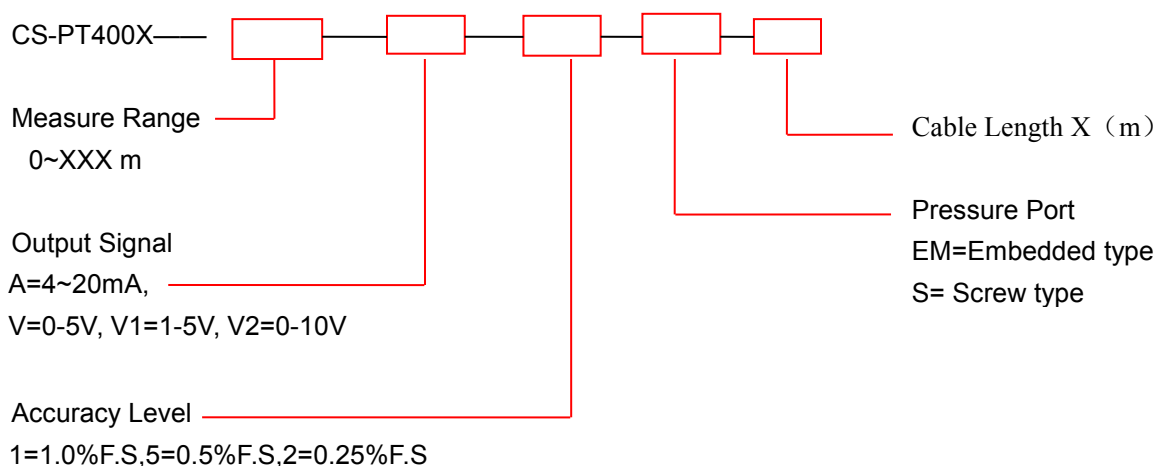 CS-PT400X——
Measure Range
0~XXX m
Output Signal
A=4~20mA,
V=0-5V, V1=1-5V, V2=0-10V
Accuracy Level
1=1.0%F.S,5=0.5%F.S,2=0.25%F.S
Cable Length X（m）
Pressure Port
EM=Embedded type
S= Screw type